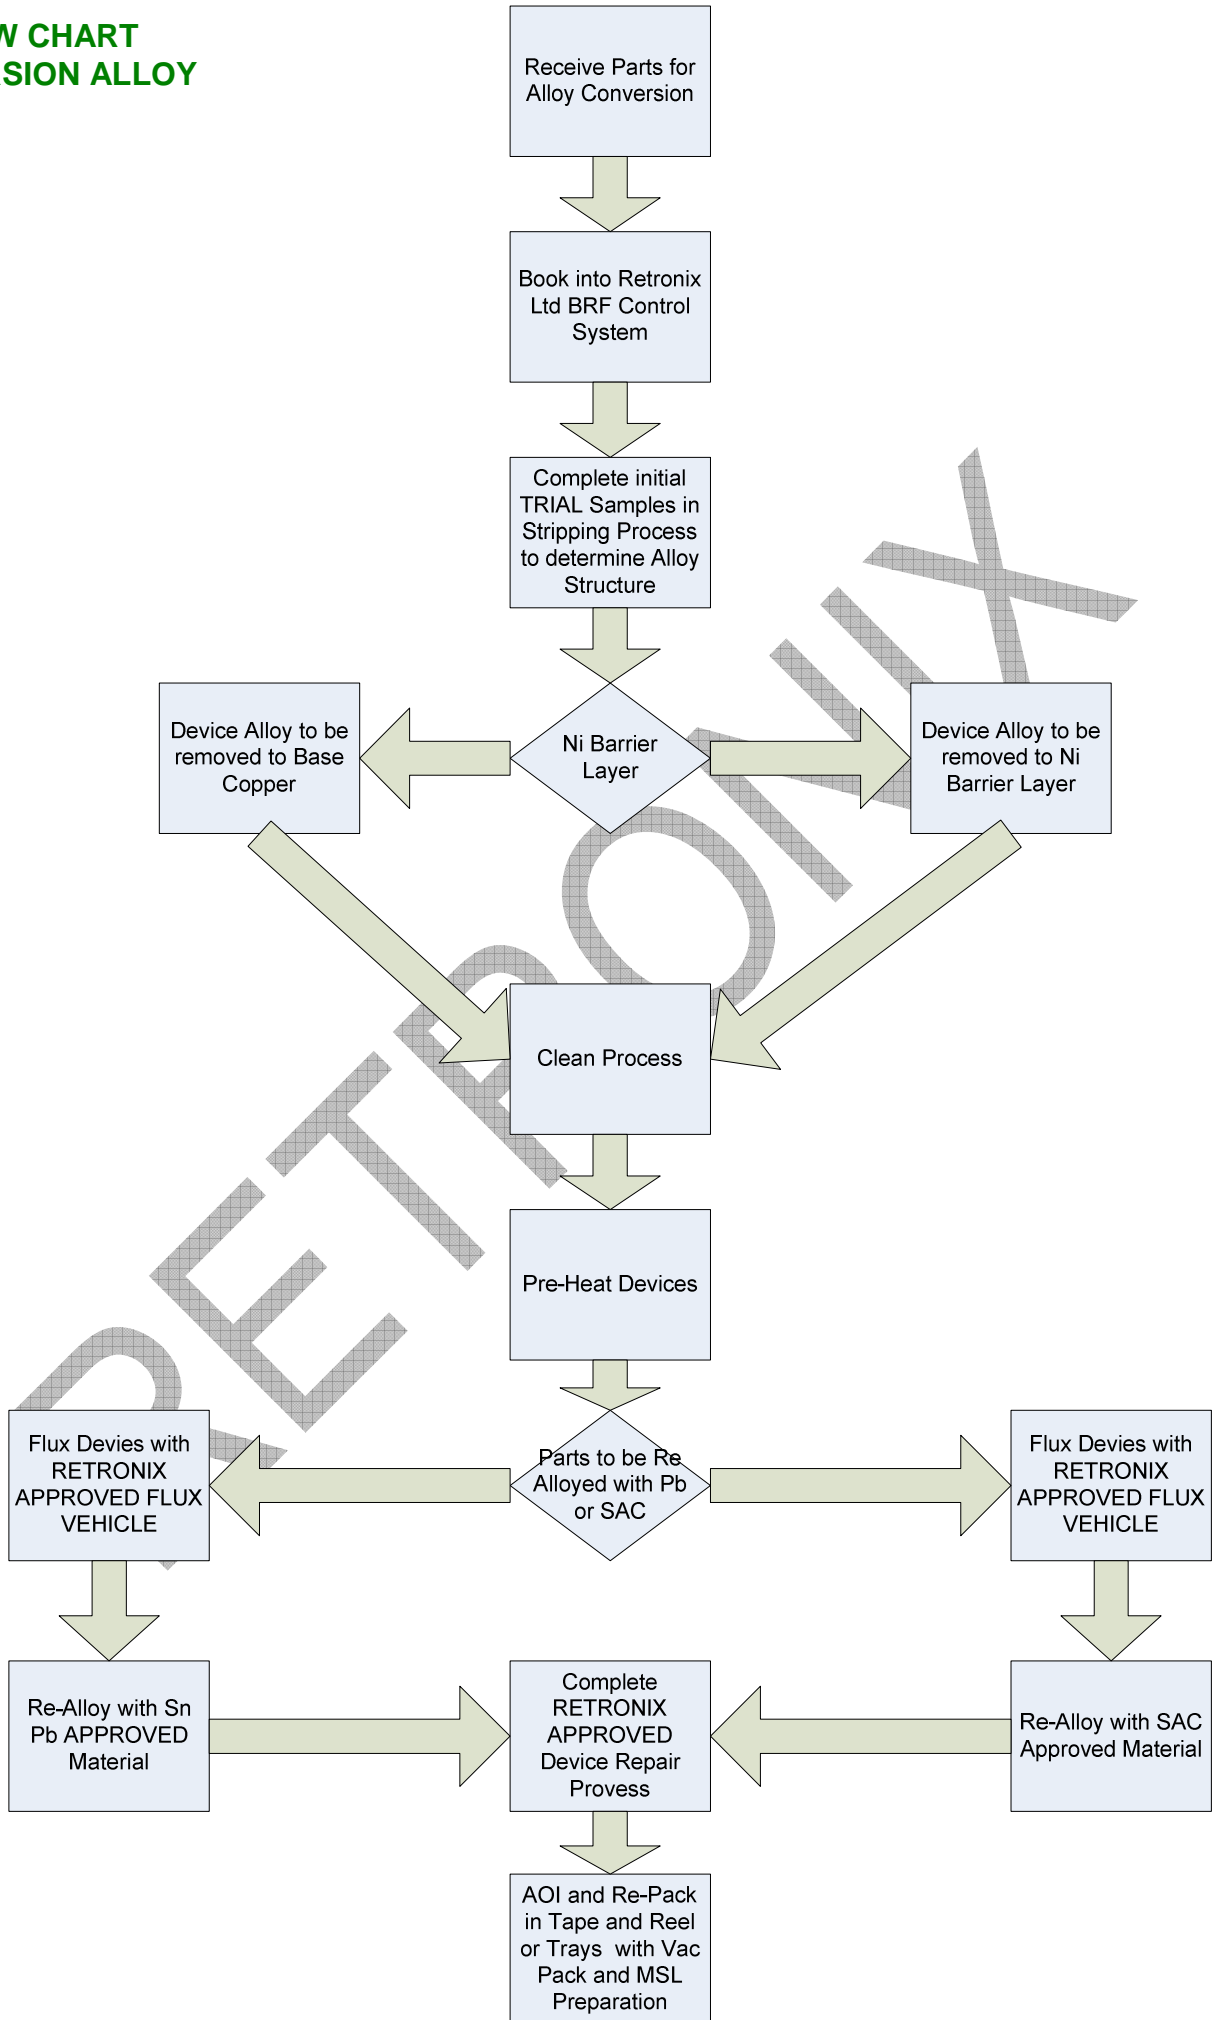 W CHART
SION ALLOY
Receive Parts for
Alloy Conversion
Book into Retronix
Ltd BRF Control
System
Complete initial
TRIAL Samples in
Stripping Process
to determine Alloy
Structure
Device Alloy to be
removed to Base
Copper
Ni Barrier
Layer
Device Alloy to be
removed to Ni
Barrier Layer
Clean Process
Pre-Heat Devices
Flux Devies with
RETRONIX
APPROVED FLUX
VEHICLE
Parts to be Re
Alloyed with Pb
or SAC
Flux Devies with
RETRONIX
APPROVED FLUX
VEHICLE
Re-Alloy with Sn
Pb APPROVED
Material
Complete
RETRONIX
APPROVED
Device Repair
Provess
Re-Alloy with SAC
Approved Material
AOI and Re-Pack
in Tape and Reel
or Trays with Vac
Pack and MSL
Preparation
RETRONIX